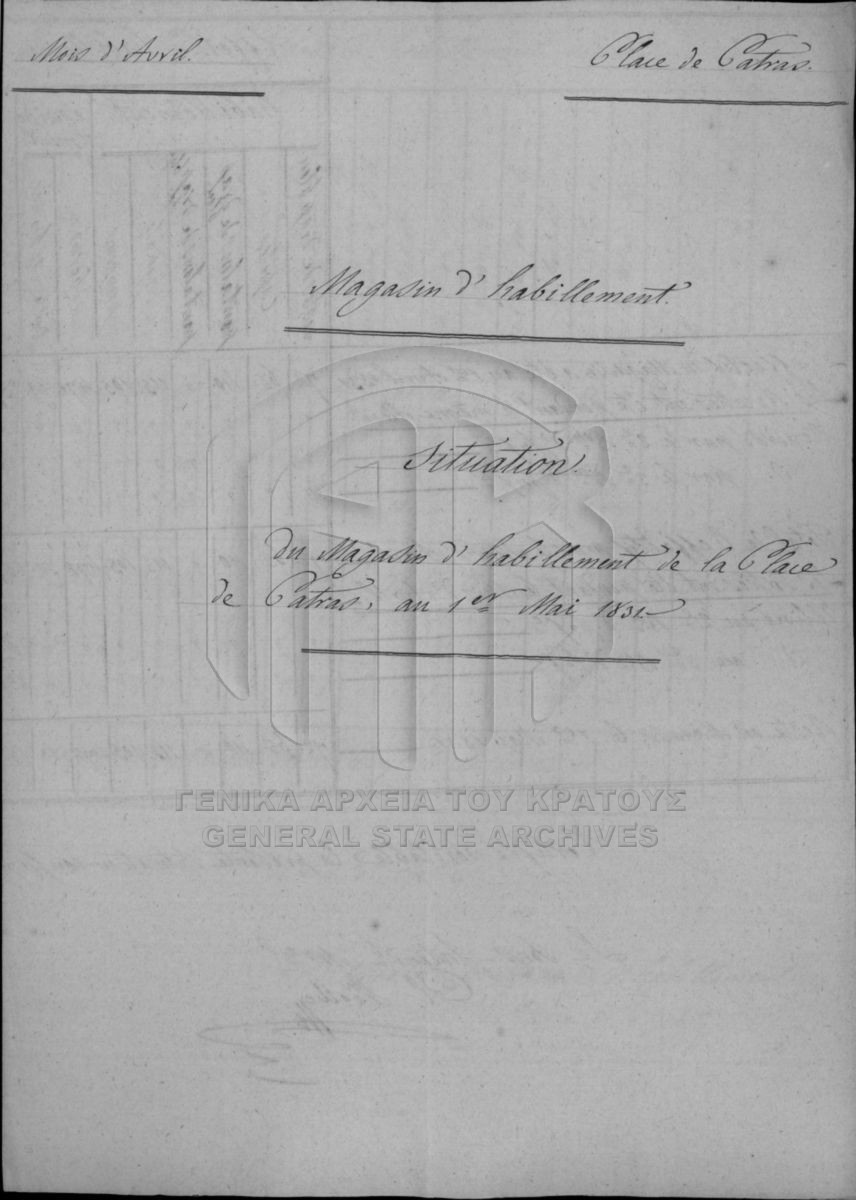 Mois d'Avril.
Place de Patras.
Magasin d'habillement.
Situation
du Magasin d'habillement de la Place
de Patras, au 1er Mai 1831.
ΓΕΝΙΚΑ ΑΡΧΕΙΑ ΤΟΥ ΚΡΑΤΟΥΣ
GENERAL STATE ARCHIVES